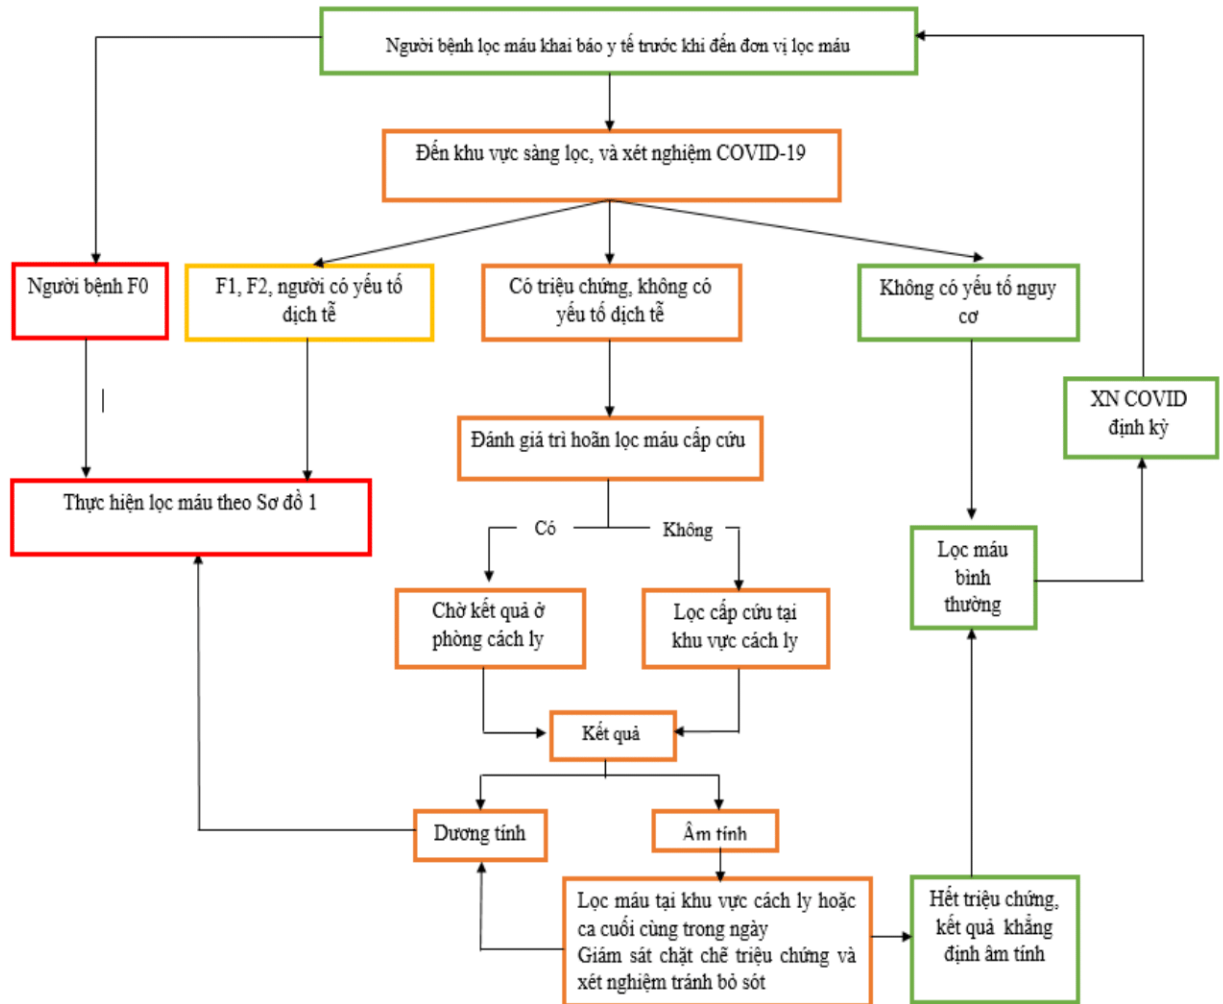 Người bệnh lọc máu khai báo y tế trước khi đến đơn vị lọc máu
Đến khu vực sàng lọc, và xét nghiệm COVID-19
Người bệnh F0
F1, F2, người có yếu tố
dịch tễ
Có triệu chứng, không có
yếu tố dịch tễ
Không có yếu tố nguy
cơ
XN COVID
định kỳ
Đánh giá trì hoãn lọc máu cấp cứu
Thực hiện lọc máu theo Sơ đồ 1
Có
Không
Lọc máu
bình
thường
Chờ kết quả ở
phòng cách ly
Lọc cấp cứu tại
khu vực cách ly
Kết quả
Dương tính
Âm tính
Lọc máu tại khu vực cách ly hoặc
ca cuối cùng trong ngày
Giám sát chặt chẽ triệu chứng và
xét nghiệm tránh bỏ sót
Hết triệu chứng,
kết quả khẳng
định âm tính